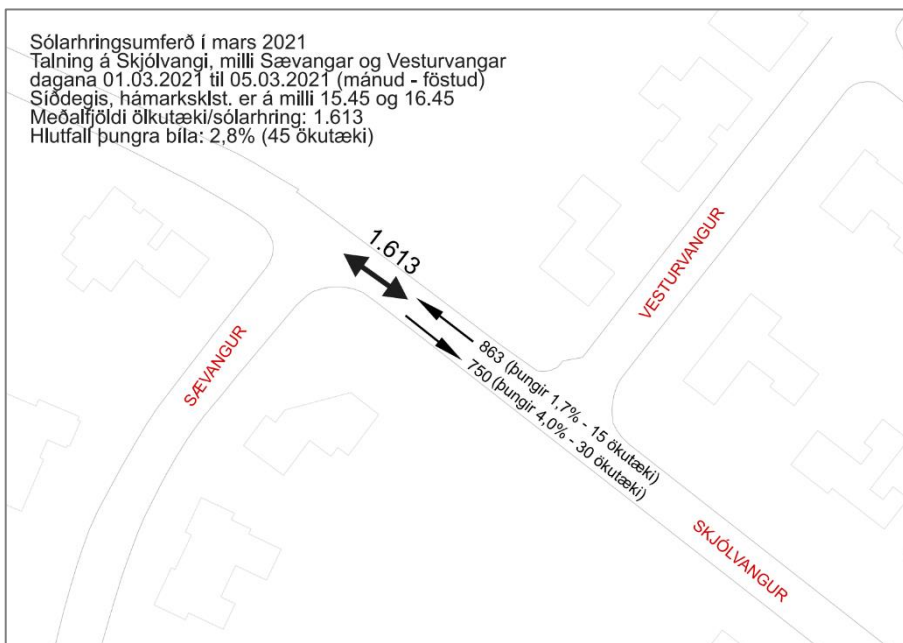 Sólarhringsumferð í mars 2021
Talning á Skjólvangi, milli Sævangar og Vesturvangar
dagana 01.03.2021 til 05.03.2021 (mánud - föstud)
Síðdegis, hámarksklst. er á milli 15.45 og 16.45
Meðalfjöldi ölkutæki/sólarhring: 1.613
Hlutfall þungra bíla: 2,8% (45 ökutæki)
1.613
VESTURVANGUR
SÆVANGUR
863 (þungir 1,7% - 15 ökutæki)
750 (þungir 4,0% - 30 ökutæki)
SKJÓLVANGUR